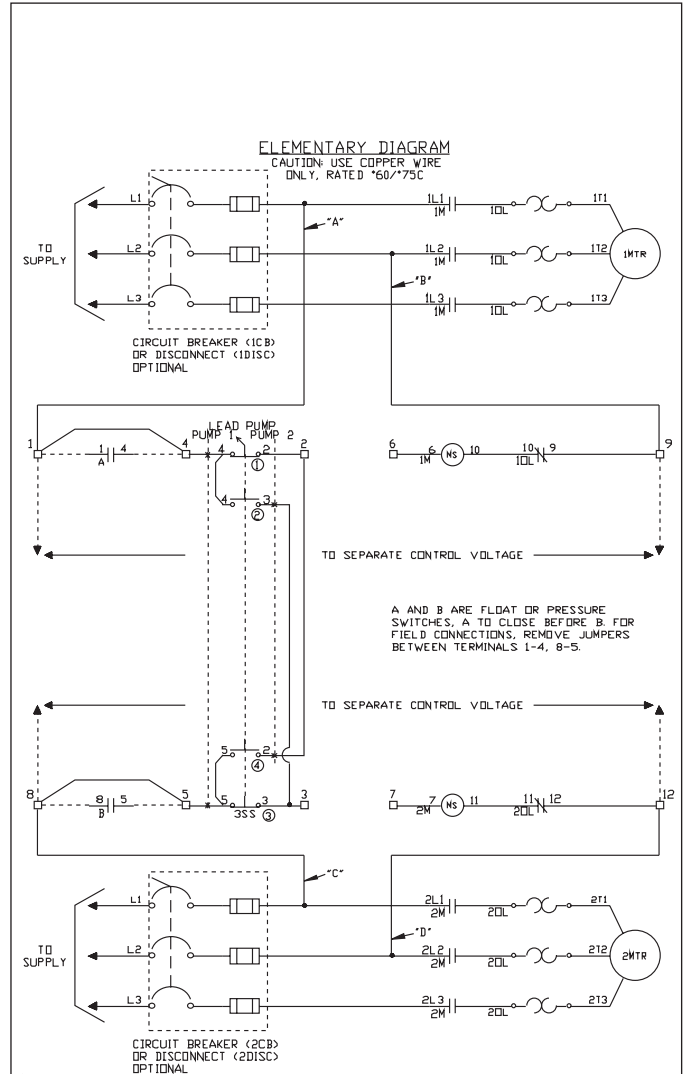 ELEMENTARY DIAGRAM
CAUTION: USE COPPER WIRE
ONLY, RATED °60/°75C
L1
1L1
1M
1OL
1T1
"A"
TO
SUPPLY
L2
1L2
1M
1OL
1T2
1MTR
"B"
L3
1L3
1M
1OL
1T3
CIRCUIT BREAKER (1CB)
OR DISCONNECT (1DISC)
OPTIONAL
LEAD PUMP
PUMP 1 PUMP 2
1
1 4
A
4
4 2
1
2
6
6
1M
NS
10
10 9
1OL
9
4 3
2
TO SEPARATE CONTROL VOLTAGE
A AND B ARE FLOAT OR PRESSURE
SWITCHES, A TO CLOSE BEFORE B. FOR
FIELD CONNECTIONS, REMOVE JUMPERS
BETWEEN TERMINALS 1-4, 8-5.
TO SEPARATE CONTROL VOLTAGE
5 2
4
8
8 5
B
5
5 3
3SS
3
3
7
7
2M
NS
11
11 12
2OL
12
"C"
L1
2L1
2M
2OL
2T1
"D"
TO
SUPPLY
L2
2L2
2M
2OL
2T2
2MTR
L3
2L3
2M
2OL
2T3
CIRCUIT BREAKER (2CB)
OR DISCONNECT (2DISC)
OPTIONAL